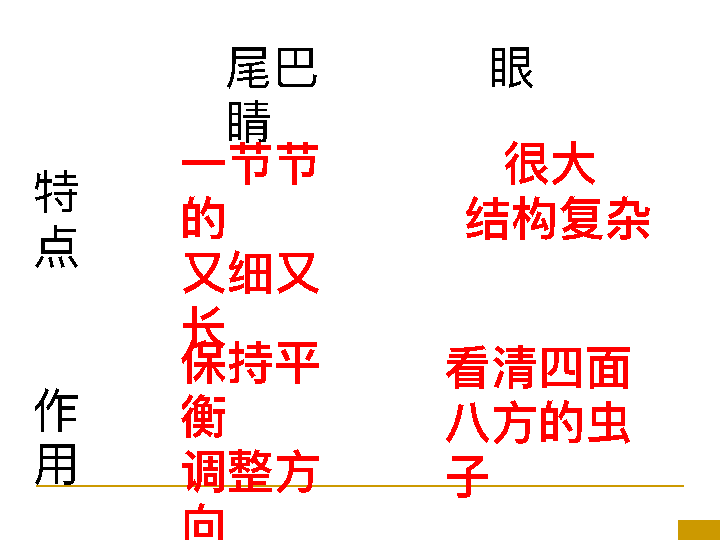 尾巴 眼
睛
特
点
一节节
的
又细又
长
很大
结构复杂
作
用
保持平
衡
调整方
向
看清四面
八方的虫
子